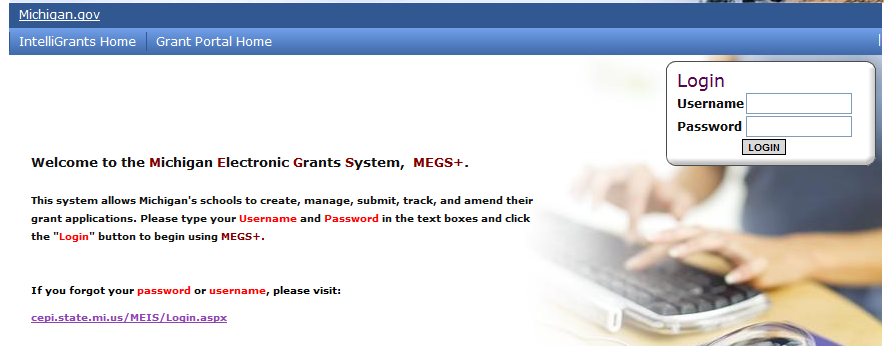 Michigan.gov
IntelliGrants Home
Grant Portal Home
Login
Username
Password
LOGIN
Welcome to the Michigan Electronic Grants System, MEGS+.
This system allows Michigan's schools to create, manage, submit, track, and amend their
grant applications. Please type your Username and Password in the text boxes and click
the "Login" button to begin using MEGS+.
If you forgot your password or username, please visit:
cepi.state.mi.us/MEIS/Login.aspx